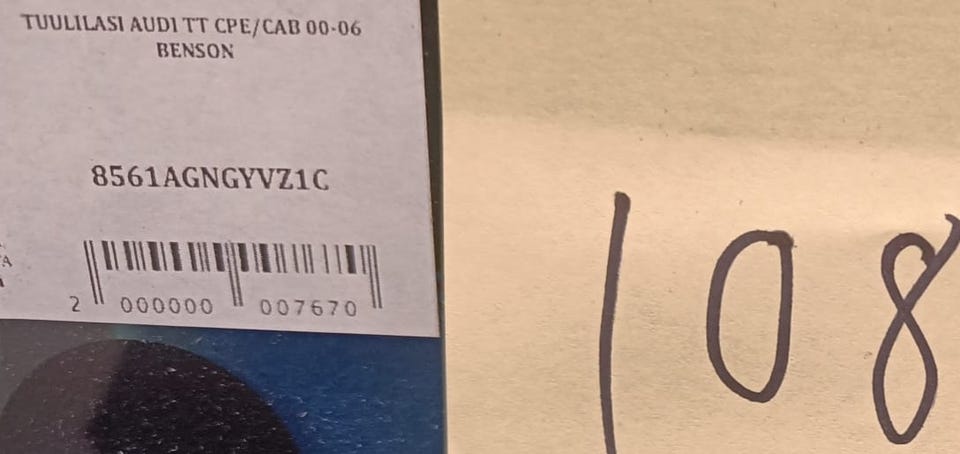 TUULILASI AUDI TT CPE/CAB 00-06
BENSON
8561AGNGYVZ1C
2 000000 007670
108